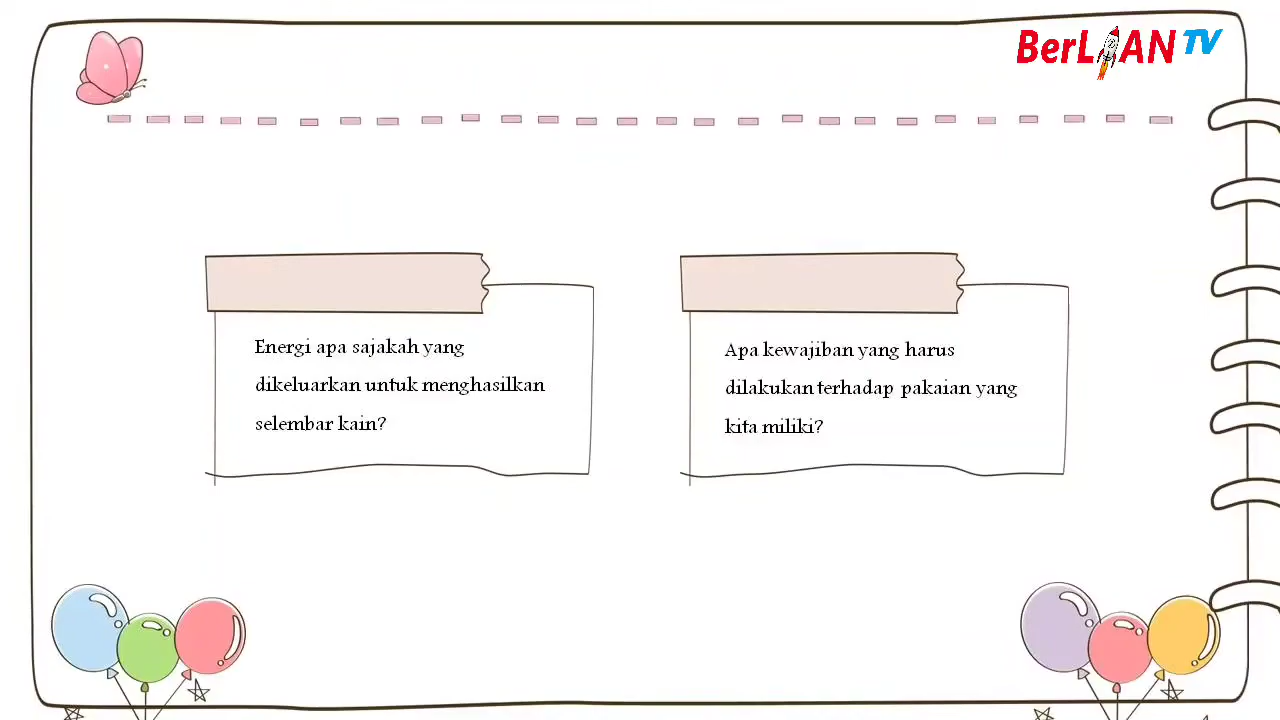 BerLIAN TV
Energi apa sajakah yang
dikeluarkan untuk menghasilkan
selembar kain?
Apa kewajiban yang harus
dilakukan terhadap pakaian yang
kita miliki?